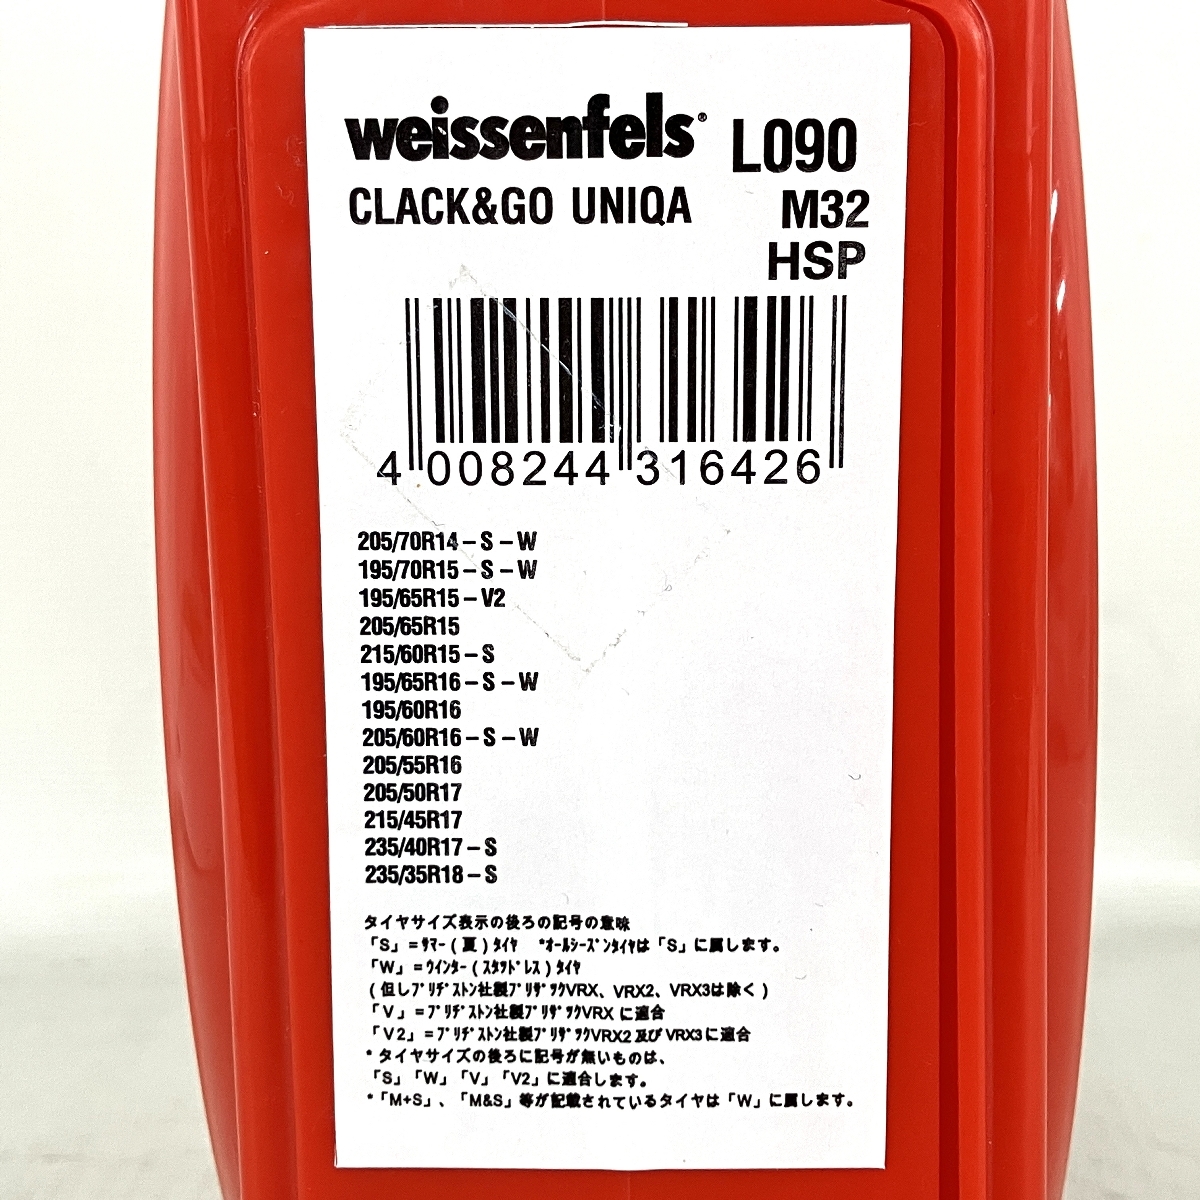 weissenfels® L090
CLACK&GO UNIQA M32
HSP
4 008244 316426
205/70R14 – S – W
195/70R15 – S – W
195/65R15 – V2
205/65R15
215/60R15 – S
195/65R16 – S – W
195/60R16
205/60R16 – S – W
205/55R16
205/50R17
215/45R17
235/40R17 – S
235/35R18 – S
タイヤサイズ表示の後ろの記号の意味
「S」=ｻﾏｰ(夏)ﾀｲﾔ *ｵｰﾙｼｰｽﾞﾝﾀｲﾔは「S」に属します。
「W」=ｳｲﾝﾀｰ(ｽﾀｯﾄﾞﾚｽ)ﾀｲﾔ
(但しﾌﾞﾘﾁﾞｽﾄﾝ社製ﾌﾞﾘｻﾞｯｸVRX、VRX2、VRX3は除く)
「V」=ﾌﾞﾘﾁﾞｽﾄﾝ社製ﾌﾞﾘｻﾞｯｸVRXに適合
「V2」=ﾌﾞﾘﾁﾞｽﾄﾝ社製ﾌﾞﾘｻﾞｯｸVRX2及びVRX3に適合
*タイヤサイズの後ろに記号が無いものは、
「S」「W」「V」「V2」に適合します。
*「M+S」、「M&S」等が記載されているタイヤは「W」に属します。